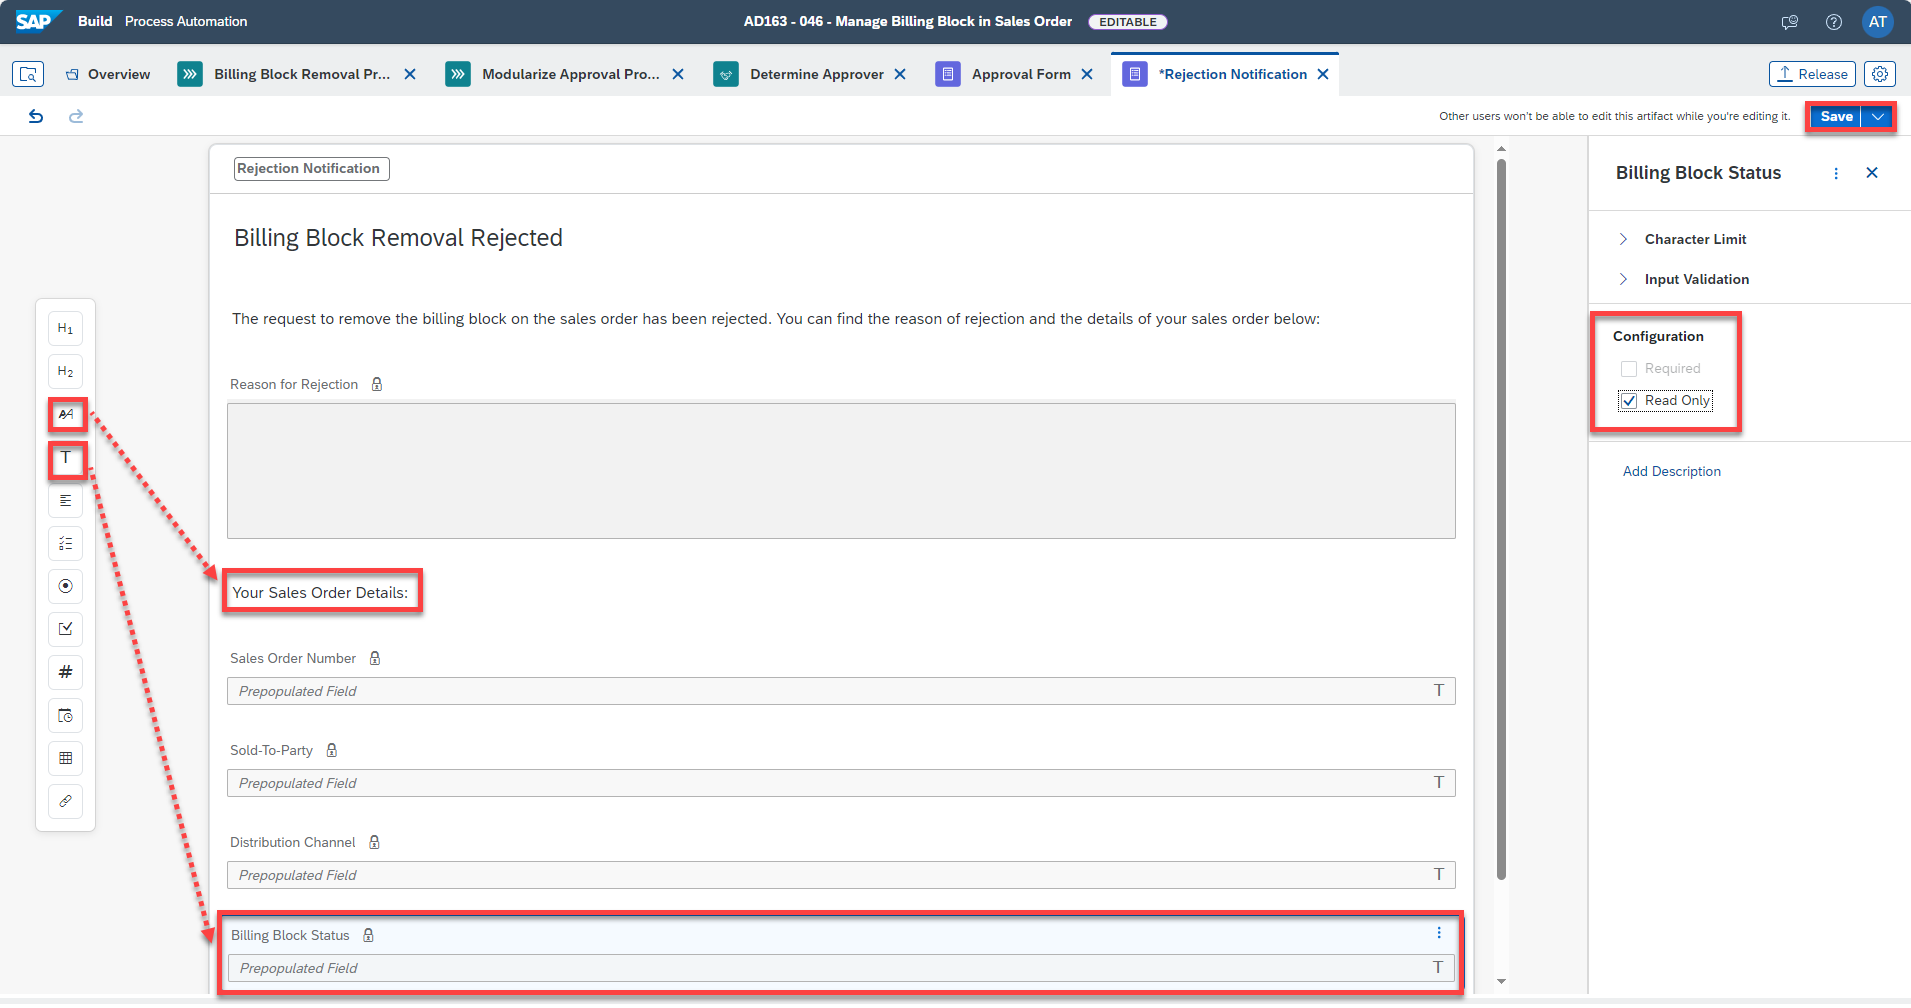 SAP Build Process Automation
AD163 - 046 - Manage Billing Block in Sales Order EDITABLE
AT
Overview
Billing Block Removal Pr...
Modularize Approval Pro...
Determine Approver
Approval Form
*Rejection Notification
Release
Other users won't be able to edit this artifact while you're editing it.
Save
Rejection Notification
Billing Block Removal Rejected
The request to remove the billing block on the sales order has been rejected. You can find the reason of rejection and the details of your sales order below:
H1
H2
AA
T
#
Reason for Rejection
Your Sales Order Details:
Sales Order Number
Prepopulated Field T
Sold-To-Party
Prepopulated Field T
Distribution Channel
Prepopulated Field T
Billing Block Status
Prepopulated Field T
Billing Block Status
Character Limit
Input Validation
Configuration
Required
Read Only
Add Description